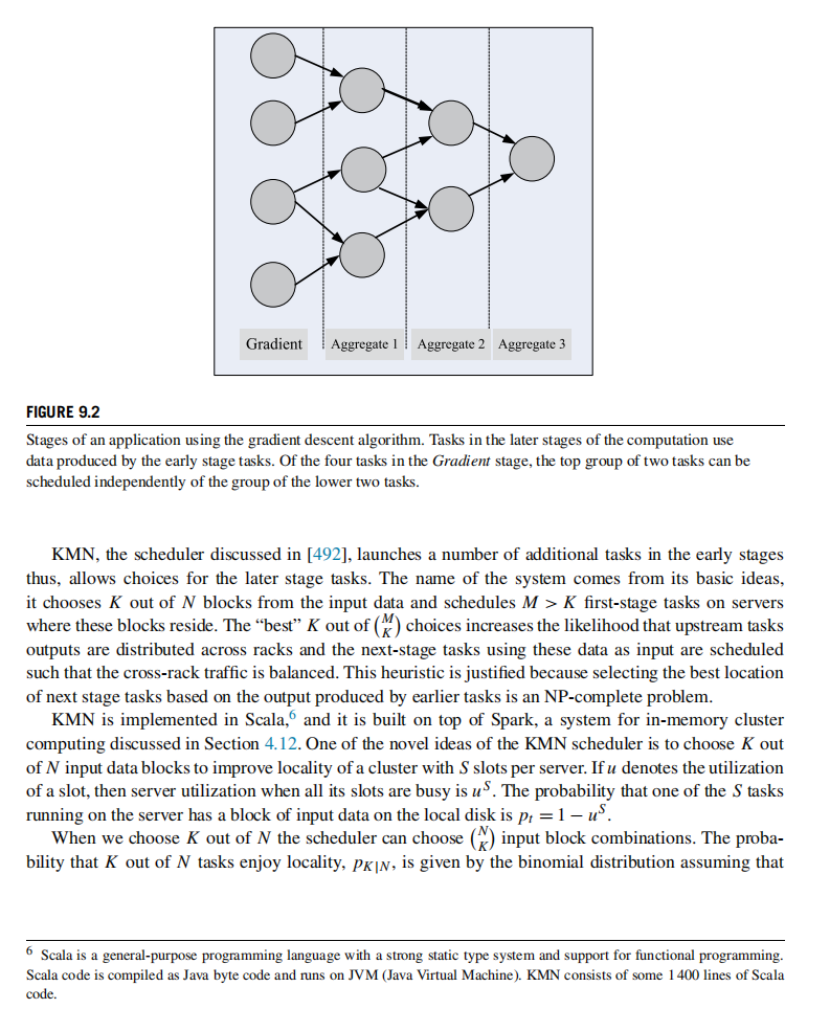 Gradient
Aggregate 1
Aggregate 2
Aggregate 3
FIGURE 9.2
Stages of an application using the gradient descent algorithm. Tasks in the later stages of the computation use
data produced by the early stage tasks. Of the four tasks in the Gradient stage, the top group of two tasks can be
scheduled independently of the group of the lower two tasks.
KMN, the scheduler discussed in [492], launches a number of additional tasks in the early stages
thus, allows choices for the later stage tasks. The name of the system comes from its basic ideas,
it chooses K out of N blocks from the input data and schedules M > K first-stage tasks on servers
where these blocks reside. The “best” K out of (M K) choices increases the likelihood that upstream tasks
outputs are distributed across racks and the next-stage tasks using these data as input are scheduled
such that the cross-rack traffic is balanced. This heuristic is justified because selecting the best location
of next stage tasks based on the output produced by earlier tasks is an NP-complete problem.
KMN is implemented in Scala,⁶ and it is built on top of Spark, a system for in-memory cluster
computing discussed in Section 4.12. One of the novel ideas of the KMN scheduler is to choose K out
of N input data blocks to improve locality of a cluster with S slots per server. If u denotes the utilization
of a slot, then server utilization when all its slots are busy is u^S. The probability that one of the S tasks
running on the server has a block of input data on the local disk is p_t = 1 − u^S.
When we choose K out of N the scheduler can choose (N K) input block combinations. The proba-
bility that K out of N tasks enjoy locality, p_K|N, is given by the binomial distribution assuming that
⁶ Scala is a general-purpose programming language with a strong static type system and support for functional programming.
Scala code is compiled as Java byte code and runs on JVM (Java Virtual Machine). KMN consists of some 1400 lines of Scala
code.